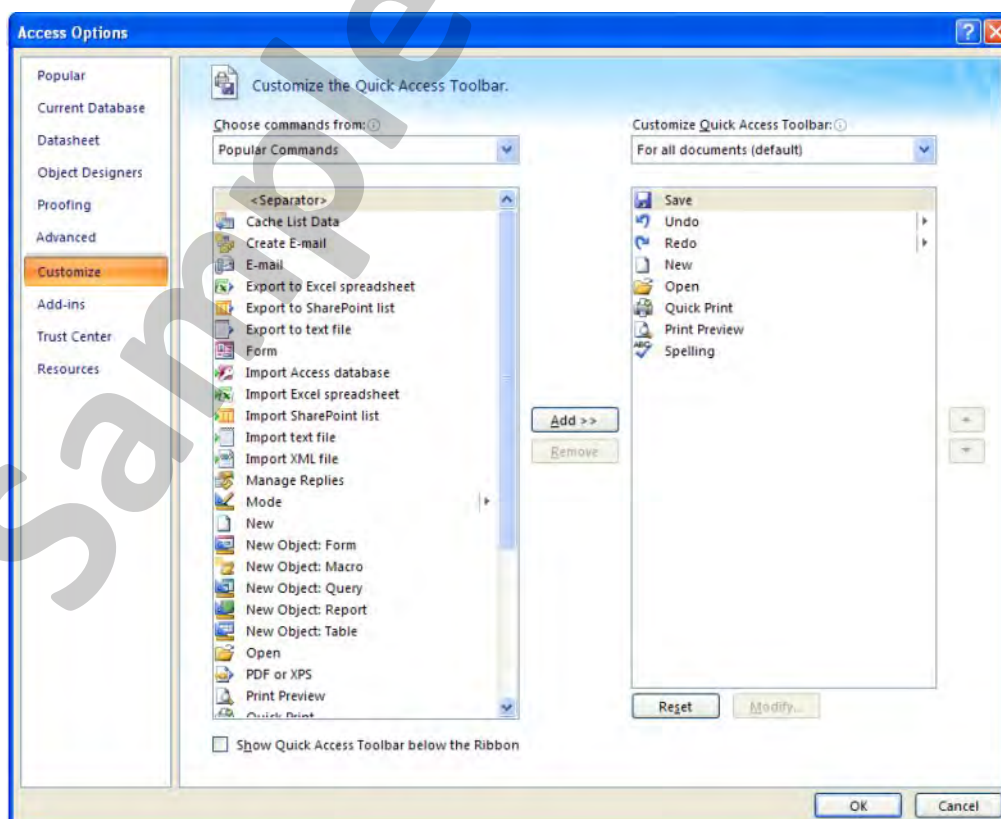 Access Options
Popular
Current Database
Datasheet
Object Designers
Proofing
Advanced
Customize
Add-ins
Trust Center
Resources
Customize the Quick Access Toolbar.
Choose commands from:
Popular Commands
<Separator>
Cache List Data
Create E-mail
E-mail
Export to Excel spreadsheet
Export to SharePoint list
Export to text file
Form
Import Access database
Import Excel spreadsheet
Import SharePoint list
Import text file
Import XML file
Manage Replies
Mode
New
New Object: Form
New Object: Macro
New Object: Query
New Object: Report
New Object: Table
Open
PDF or XPS
Print Preview
Quick Print
Show Quick Access Toolbar below the Ribbon
Add >>
Remove
Customize Quick Access Toolbar:
For all documents (default)
Save
Undo
Redo
New
Open
Quick Print
Print Preview
Spelling
Reset
Modify...
OK
Cancel
Sample